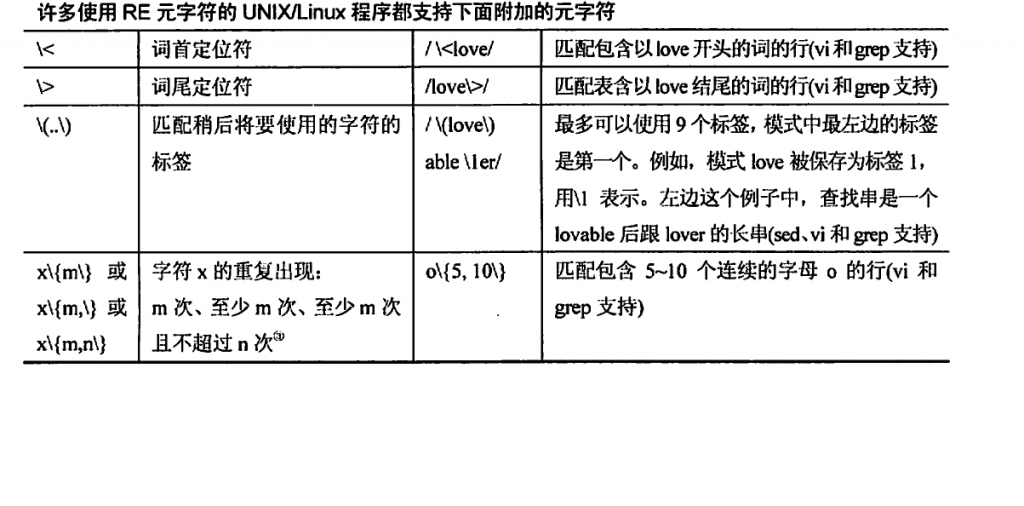 许多使用 RE 元字符的 UNIX/Linux 程序都支持下面附加的元字符
\< 词首定位符 / \<love/ 匹配包含以 love 开头的词的行(vi 和 grep 支持)
\> 词尾定位符 /love\>/ 匹配表含以 love 结尾的词的行(vi 和 grep 支持)
\(..\) 匹配稍后将要使用的字符的 / \(love\) 最多可以使用 9 个标签，模式中最左边的标签
标签 able \1er/ 是第一个。例如，模式 love 被保存为标签 1，
用\1 表示。左边这个例子中，查找串是一个
lovable 后跟 lover 的长串(sed、vi 和 grep 支持)
x\{m\} 或 字符 x 的重复出现： o\{5, 10\} 匹配包含 5~10 个连续的字母 o 的行(vi 和
x\{m,\} 或 m 次、至少 m 次、至少 m 次 grep 支持)
x\{m,n\} 且不超过 n 次③